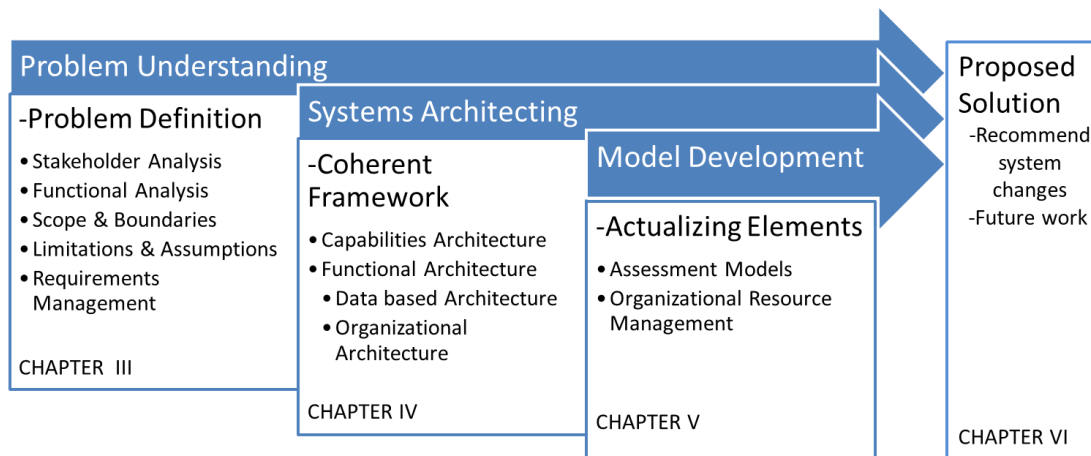 Problem Understanding
-Problem Definition
• Stakeholder Analysis
• Functional Analysis
• Scope & Boundaries
• Limitations & Assumptions
• Requirements
Management
CHAPTER III
Systems Architecting
-Coherent
Framework
• Capabilities Architecture
• Functional Architecture
• Data based Architecture
• Organizational
Architecture
CHAPTER IV
Model Development
-Actualizing Elements
• Assessment Models
• Organizational Resource
Management
CHAPTER V
Proposed
Solution
-Recommend
system
changes
-Future work
CHAPTER VI